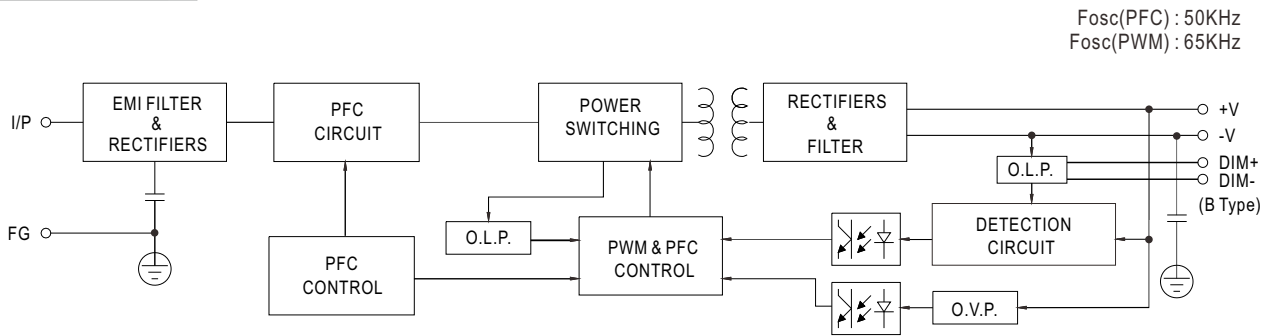 Fosc(PFC) : 50KHz
Fosc(PWM) : 65KHz
I/P
EMI FILTER
&
RECTIFIERS
PFC
CIRCUIT
POWER
SWITCHING
RECTIFIERS
&
FILTER
+V
-V
DIM+
DIM-
(B Type)
O.L.P.
FG
O.L.P.
DETECTION
CIRCUIT
PFC
CONTROL
PWM & PFC
CONTROL
O.V.P.